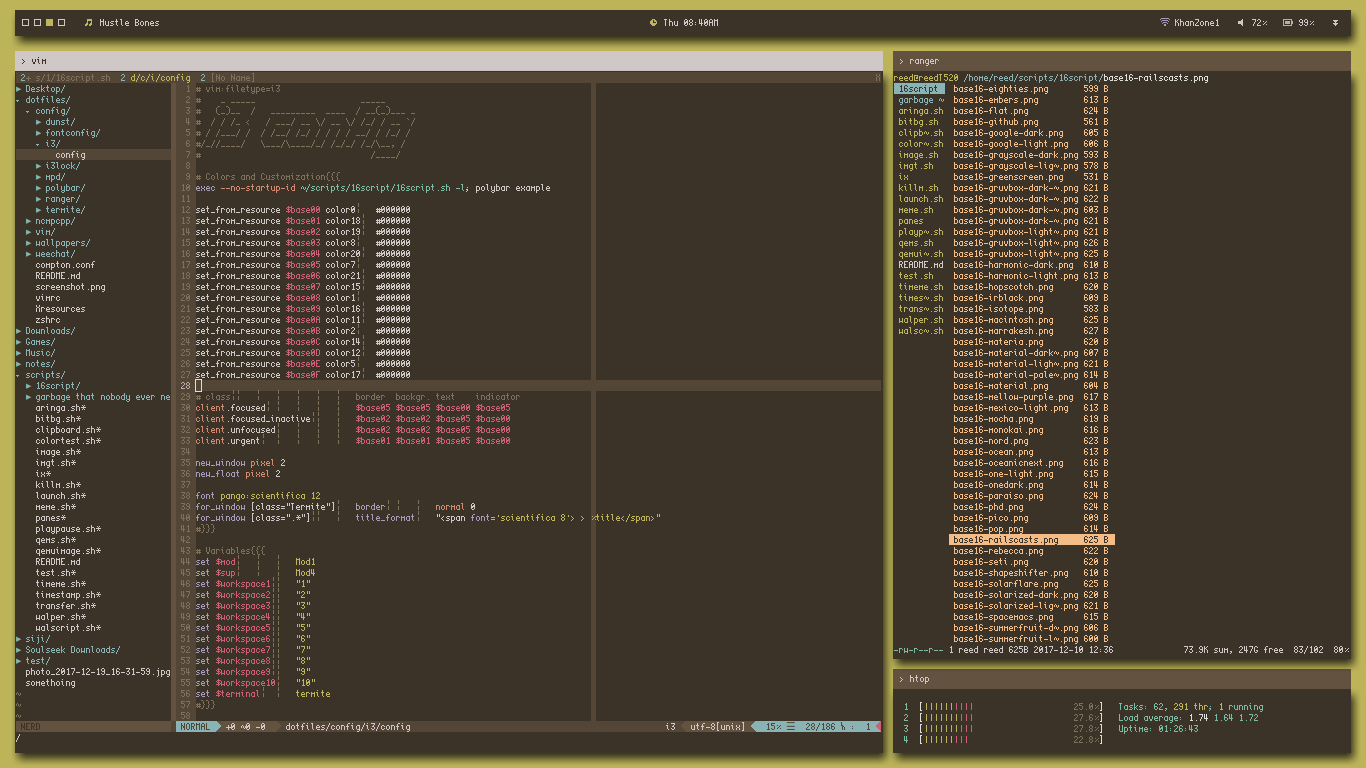 Hustle Bones
Thu 08:40AM
KhanZone1 72% 99%
> vim
2+ s/1/16script.sh 2 d/c/i/config 2 [No Name] X
▶ Desktop/
dotfiles/
config/
▶ dunst/
▶ fontconfig/
i3/
config
▶ i3lock/
▶ mpd/
▶ polybar/
▶ ranger/
▶ termite/
▶ ncmpcpp/
▶ vim/
▶ wallpapers/
▶ weechat/
compton.conf
README.md
screenshot.png
vimrc
Xresources
zshrc
▶ Downloads/
▶ Games/
▶ Music/
▶ notes/
scripts/
▶ 16script/
▶ garbage that nobody ever ne
aringa.sh*
bitbg.sh*
clipboard.sh*
colortest.sh*
image.sh*
imgt.sh*
ix*
killm.sh*
launch.sh*
meme.sh*
panes*
playpause.sh*
qems.sh*
qemuimage.sh*
README.md
test.sh*
timeme.sh*
timestamp.sh*
transfer.sh*
walper.sh*
walscript.sh*
▶ siji/
▶ Soulseek Downloads/
▶ test/
photo_2017-12-19_16-31-59.jpg
somethoing
~
~
~
NERD
/
1 # vim:filetype=i3
2 #    _ _____                     _____
3 #   (_)__  /   _________  ____  / __(_)___ _
4 #  / / /_ <   / ___/ __ \/ __ \/ /_/ / __ `/
5 # / /___/ /  / /__/ /_/ / / / / __/ / /_/ /
6 #/_//____/   \___/\____/_/ /_/_/ /_/\__, /
7 #                                  /____/
8
9 # Colors and Customization{{{
10 exec --no-startup-id ~/scripts/16script/16script.sh -l; polybar example
11
12 set_from_resource $base00 color0 #000000
13 set_from_resource $base01 color18 #000000
14 set_from_resource $base02 color19 #000000
15 set_from_resource $base03 color8 #000000
16 set_from_resource $base04 color20 #000000
17 set_from_resource $base05 color7 #000000
18 set_from_resource $base06 color21 #000000
19 set_from_resource $base07 color15 #000000
20 set_from_resource $base08 color1 #000000
21 set_from_resource $base09 color16 #000000
22 set_from_resource $base0A color11 #000000
23 set_from_resource $base0B color2 #000000
24 set_from_resource $base0C color14 #000000
25 set_from_resource $base0D color12 #000000
26 set_from_resource $base0E color5 #000000
27 set_from_resource $base0F color17 #000000
28
29 # class border backgr. text indicator
30 client.focused $base05 $base05 $base00 $base05
31 client.focused_inactive $base02 $base02 $base05 $base00
32 client.unfocused $base02 $base02 $base05 $base00
33 client.urgent $base01 $base01 $base05 $base00
34
35 new_window pixel 2
36 new_float pixel 2
37
38 font pango:scientifica 12
39 for_window [class="Termite"] border normal 0
40 for_window [class=".*"] title_format "<span font='scientifica 8'> > %title</span>"
41 #}}}
42
43 # Variables{{{
44 set $mod Mod1
45 set $sup Mod4
46 set $workspace1 "1"
47 set $workspace2 "2"
48 set $workspace3 "3"
49 set $workspace4 "4"
50 set $workspace5 "5"
51 set $workspace6 "6"
52 set $workspace7 "7"
53 set $workspace8 "8"
54 set $workspace9 "9"
55 set $workspace10 "10"
56 set $terminal termite
57 #}}}
58
NORMAL +0 ~0 -0 dotfiles/config/i3/config i3 utf-8[unix] 15% ☰ 28/186 : 1
> ranger
reed@reedT520 /home/reed/scripts/16script/base16-railscasts.png
16script
garbage ~
aringa.sh
bitbg.sh
clipb~.sh
color~.sh
image.sh
imgt.sh
ix
killm.sh
launch.sh
meme.sh
panes
playp~.sh
qems.sh
qemui~.sh
README.md
test.sh
timeme.sh
times~.sh
trans~.sh
walper.sh
walsc~.sh
base16-eighties.png 599 B
base16-embers.png 613 B
base16-flat.png 624 B
base16-github.png 561 B
base16-google-dark.png 605 B
base16-google-light.png 606 B
base16-grayscale-dark.png 593 B
base16-grayscale-lig~.png 578 B
base16-greenscreen.png 531 B
base16-gruvbox-dark-~.png 621 B
base16-gruvbox-dark-~.png 622 B
base16-gruvbox-dark-~.png 603 B
base16-gruvbox-dark-~.png 621 B
base16-gruvbox-light~.png 621 B
base16-gruvbox-light~.png 626 B
base16-gruvbox-light~.png 625 B
base16-harmonic-dark.png 610 B
base16-harmonic-light.png 613 B
base16-hopscotch.png 620 B
base16-irblack.png 609 B
base16-isotope.png 583 B
base16-macintosh.png 625 B
base16-marrakesh.png 627 B
base16-materia.png 620 B
base16-material-dark~.png 607 B
base16-material-light.png 621 B
base16-material-pale~.png 614 B
base16-material.png 604 B
base16-mellow-purple.png 617 B
base16-mexico-light.png 613 B
base16-mocha.png 619 B
base16-monokai.png 616 B
base16-nord.png 623 B
base16-ocean.png 613 B
base16-oceanicnext.png 616 B
base16-one-light.png 615 B
base16-onedark.png 614 B
base16-paraiso.png 624 B
base16-phd.png 624 B
base16-pico.png 609 B
base16-pop.png 614 B
base16-railscasts.png 625 B
base16-rebecca.png 622 B
base16-seti.png 620 B
base16-shapeshifter.png 610 B
base16-solarflare.png 625 B
base16-solarized-dark.png 620 B
base16-solarized-lig~.png 621 B
base16-spacemacs.png 615 B
base16-summerfruit-d~.png 606 B
base16-summerfruit-l~.png 600 B
-rw-r--r-- 1 reed reed 625B 2017-12-10 12:36 73.9K sum, 247G free 83/102 80%
> htop
1 [|||||||||| 25.0%]
2 [|||||||||| 27.6%]
3 [|||||||||| 27.8%]
4 [||||||||| 22.8%]
Tasks: 62, 291 thr; 1 running
Load average: 1.74 1.64 1.72
Uptime: 01:26:43